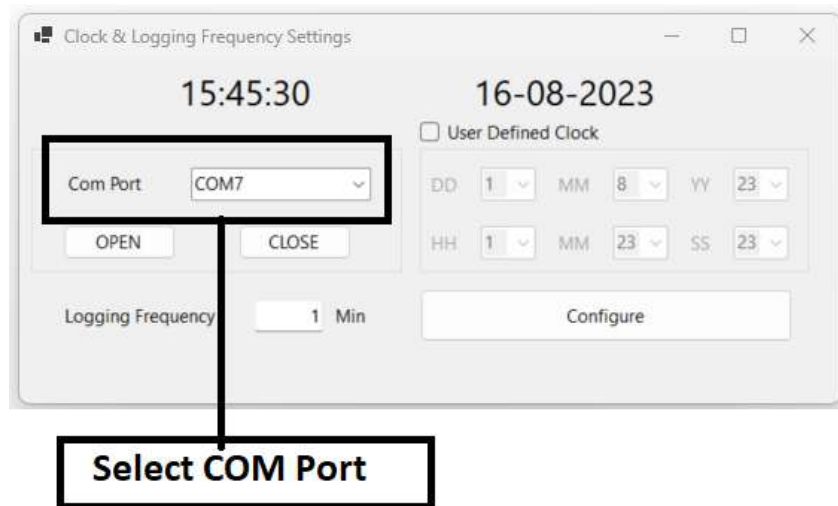 Clock & Logging Frequency Settings
15:45:30 16-08-2023
User Defined Clock
Com Port COM7 DD 1 MM 8 YY 23
OPEN CLOSE HH 1 MM 23 SS 23
Logging Frequency 1 Min Configure
Select COM Port